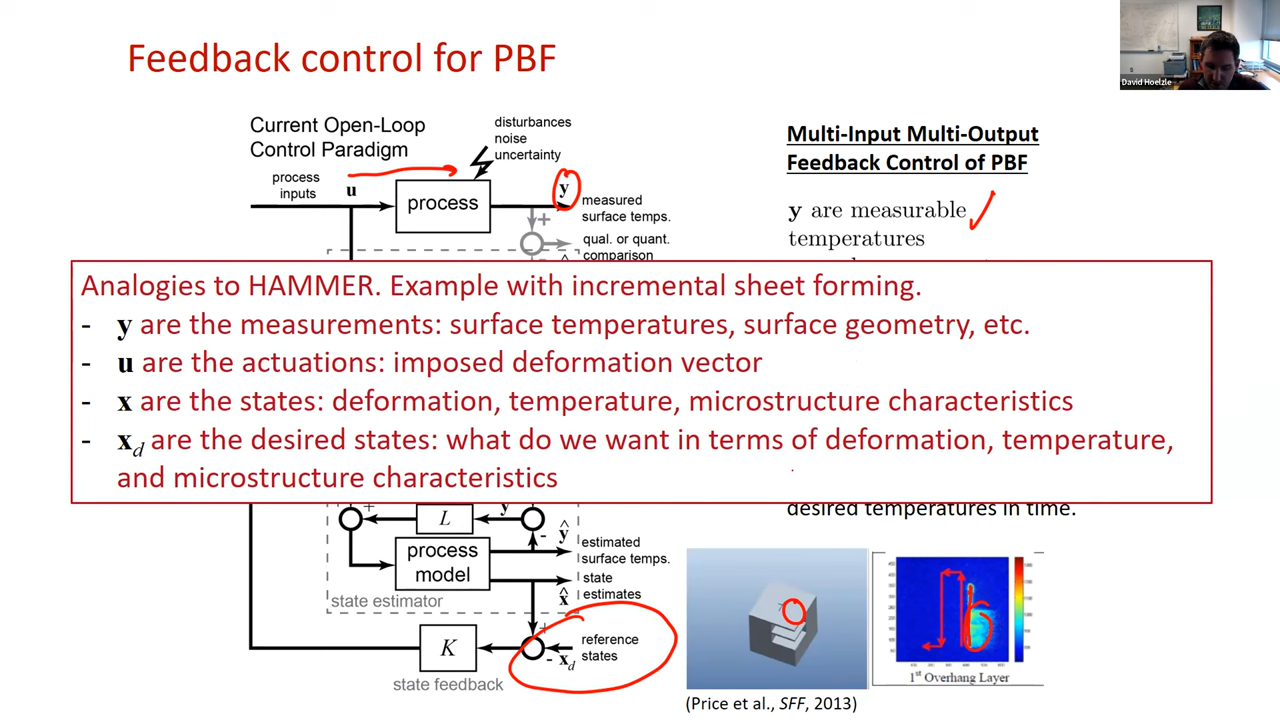 Feedback control for PBF
David Hoelzle
Current Open-Loop
Control Paradigm
disturbances
noise
uncertainty
process
inputs
u
process
y
measured
surface temps.
+
qual. or quant.
comparison
Multi-Input Multi-Output
Feedback Control of PBF
y are measurable
temperatures
Analogies to HAMMER. Example with incremental sheet forming.
- y are the measurements: surface temperatures, surface geometry, etc.
- u are the actuations: imposed deformation vector
- x are the states: deformation, temperature, microstructure characteristics
- x_d are the desired states: what do we want in terms of deformation, temperature,
and microstructure characteristics
desired temperatures in time.
+
L
-
ŷ
process
model
estimated
surface temps.
state
estimates
x̂
state estimator
+
K
- x_d
reference
states
state feedback
1st Overhang Layer
(Price et al., SFF, 2013)